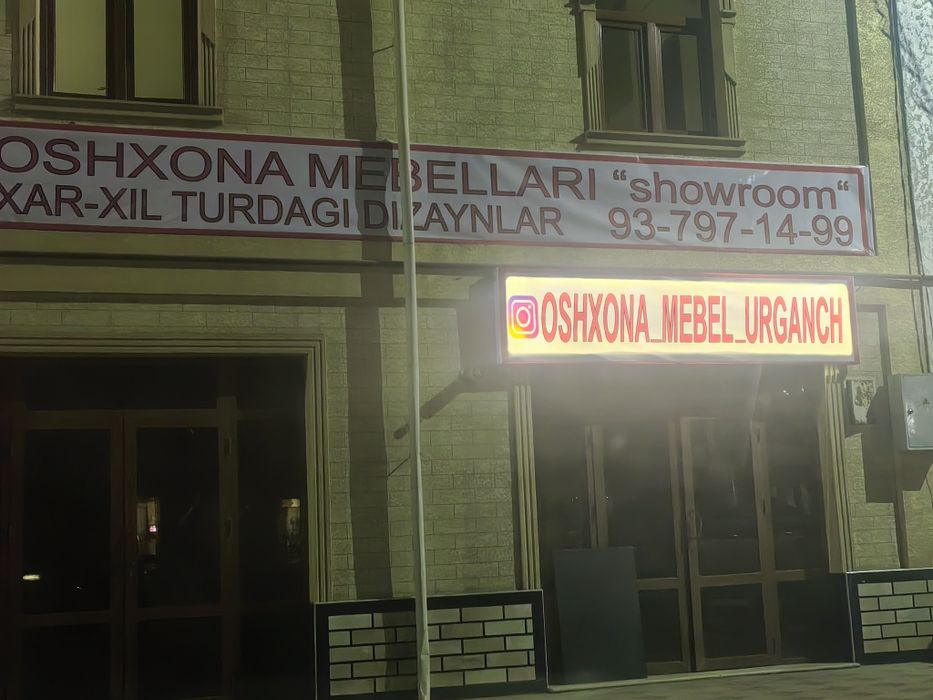 OSHXONA MEBELLARI “showroom“
XAR-XIL TURDAGI DIZAYNLAR 93-797-14-99
OSHXONA_MEBEL_URGANCH